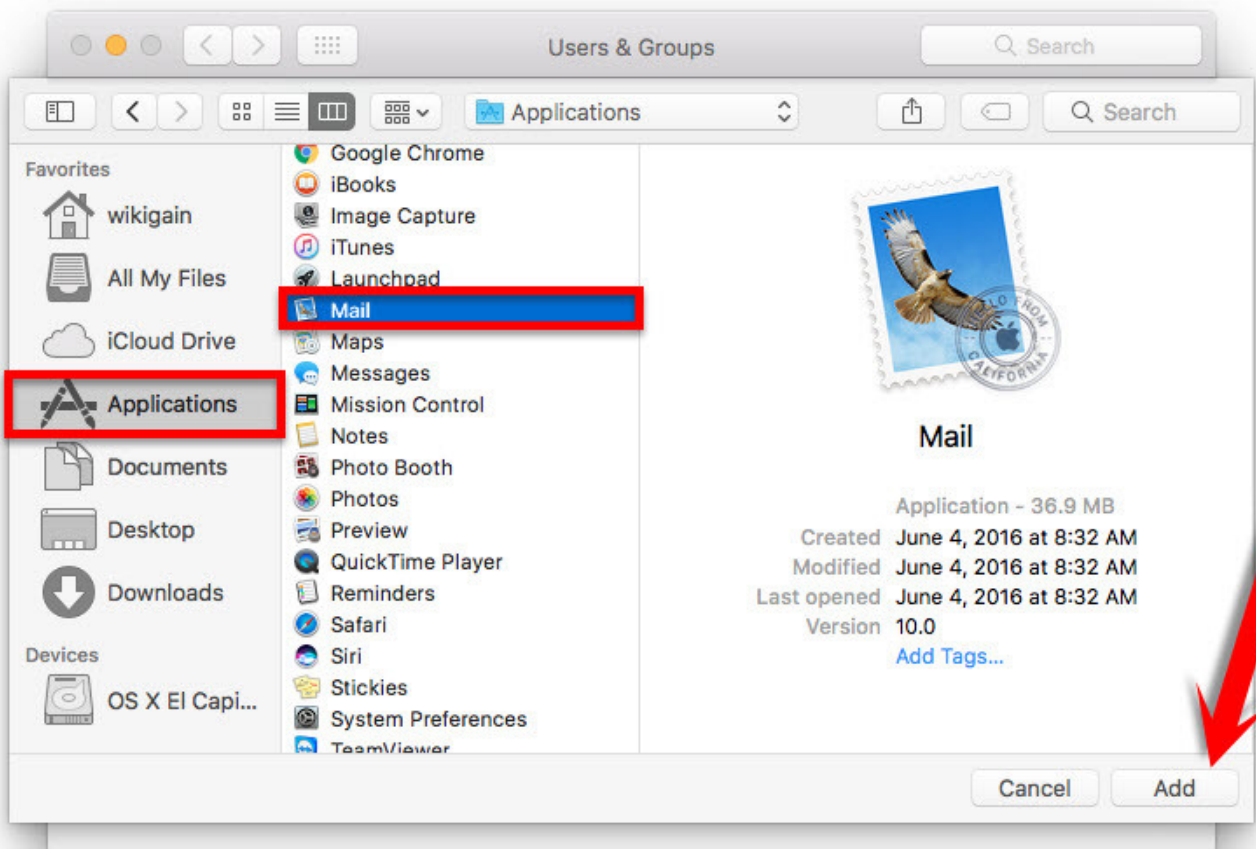 Users & Groups
Search
Applications
Search
Favorites
wikigain
All My Files
iCloud Drive
Applications
Documents
Desktop
Downloads
Devices
OS X El Capi...
Google Chrome
iBooks
Image Capture
iTunes
Launchpad
Mail
Maps
Messages
Mission Control
Notes
Photo Booth
Photos
Preview
QuickTime Player
Reminders
Safari
Siri
Stickies
System Preferences
TeamViewer
HELLO FROM
CALIFORNIA
Mail
Application - 36.9 MB
Created June 4, 2016 at 8:32 AM
Modified June 4, 2016 at 8:32 AM
Last opened June 4, 2016 at 8:32 AM
Version 10.0
Add Tags...
Cancel
Add